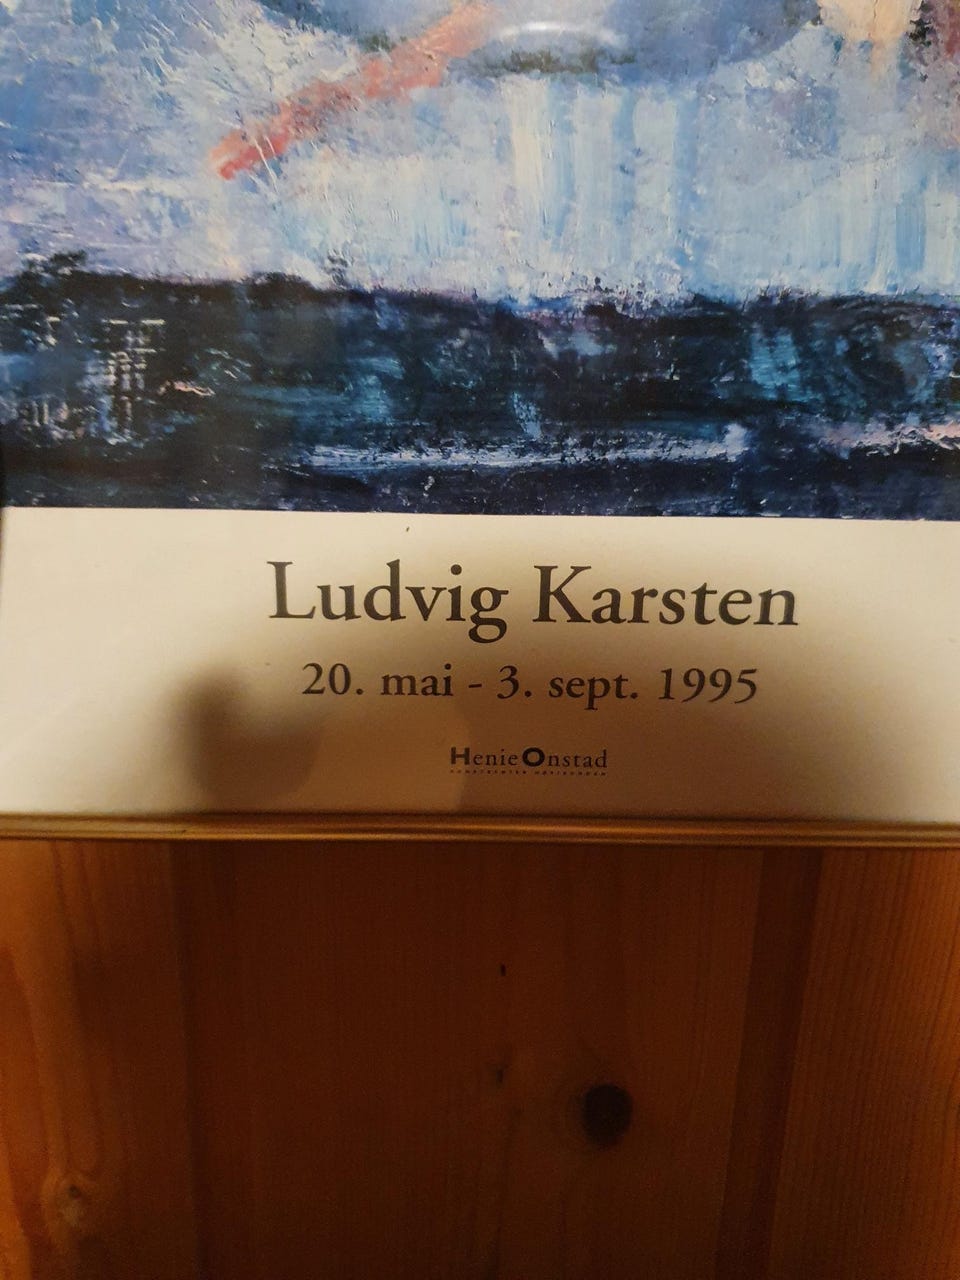 Ludvig Karsten
20. mai - 3. sept. 1995
HenieOnstad